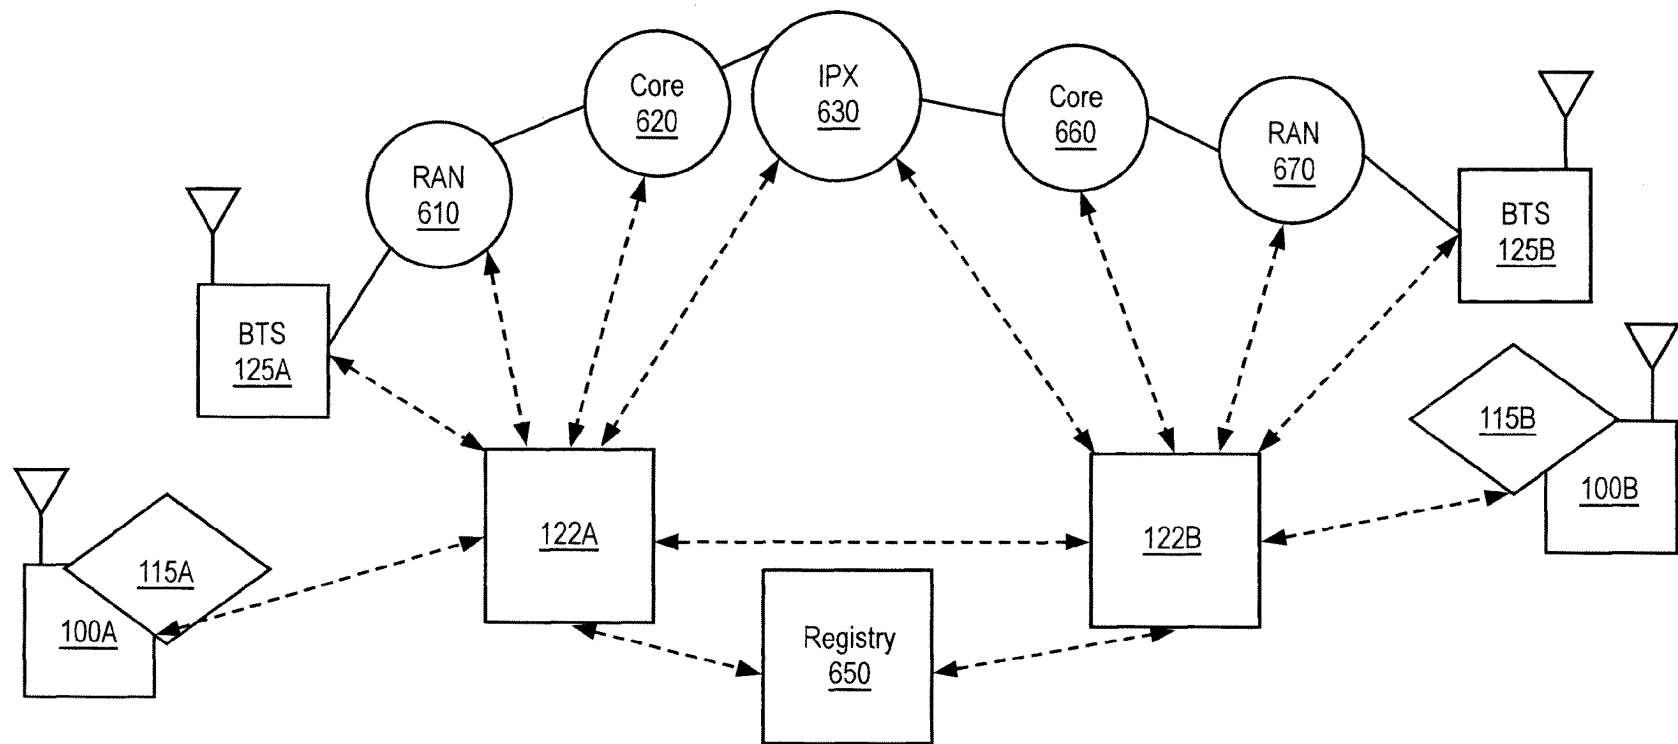 IPX
630
Core
620
Core
660
RAN
670
RAN
610
BTS
125B
BTS
125A
115B
100B
122A
122B
115A
100A
Registry
650